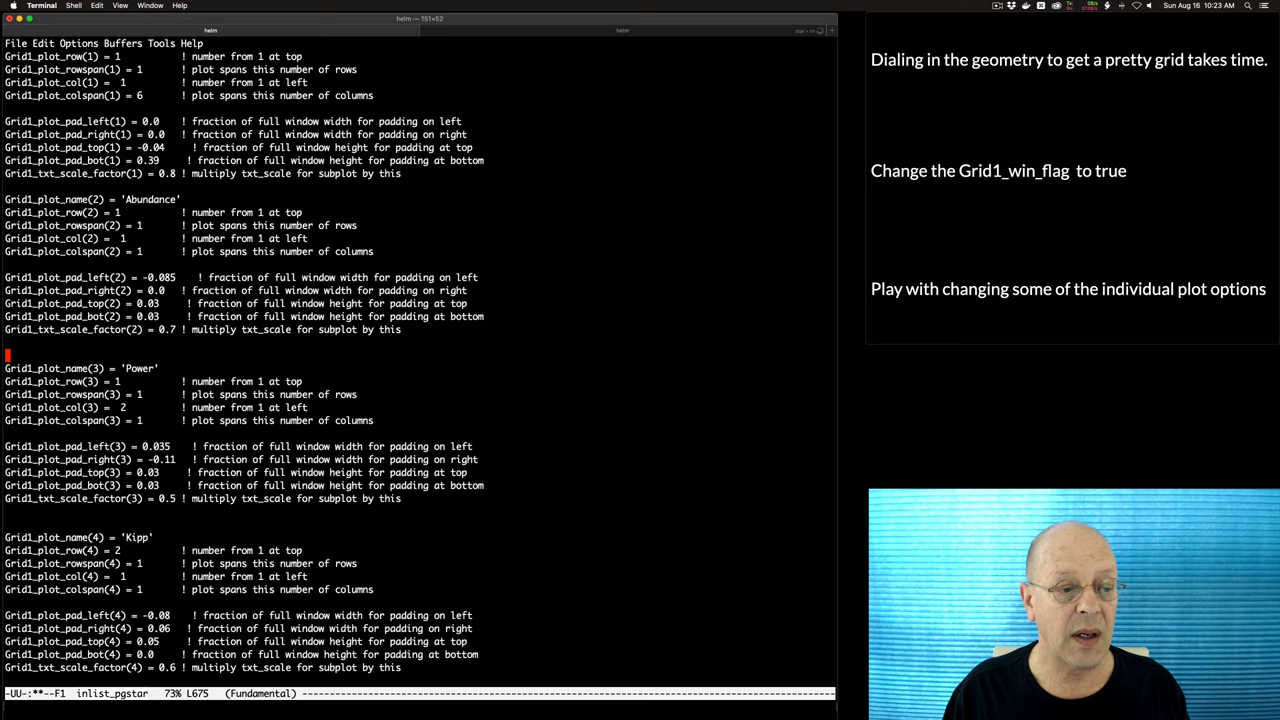 Terminal Shell Edit View Window Help
Sun Aug 16 10:23 AM
helm — 151×52
helm
helm
File Edit Options Buffers Tools Help
Grid1_plot_row(1) = 1 ! number from 1 at top
Grid1_plot_rowspan(1) = 1 ! plot spans this number of rows
Grid1_plot_col(1) = 1 ! number from 1 at left
Grid1_plot_colspan(1) = 6 ! plot spans this number of columns
Grid1_plot_pad_left(1) = 0.0 ! fraction of full window width for padding on left
Grid1_plot_pad_right(1) = 0.0 ! fraction of full window width for padding on right
Grid1_plot_pad_top(1) = -0.04 ! fraction of full window height for padding at top
Grid1_plot_pad_bot(1) = 0.39 ! fraction of full window height for padding at bottom
Grid1_txt_scale_factor(1) = 0.8 ! multiply txt_scale for subplot by this
Grid1_plot_name(2) = 'Abundance'
Grid1_plot_row(2) = 1 ! number from 1 at top
Grid1_plot_rowspan(2) = 1 ! plot spans this number of rows
Grid1_plot_col(2) = 1 ! number from 1 at left
Grid1_plot_colspan(2) = 1 ! plot spans this number of columns
Grid1_plot_pad_left(2) = -0.085 ! fraction of full window width for padding on left
Grid1_plot_pad_right(2) = 0.0 ! fraction of full window width for padding on right
Grid1_plot_pad_top(2) = 0.03 ! fraction of full window height for padding at top
Grid1_plot_pad_bot(2) = 0.03 ! fraction of full window height for padding at bottom
Grid1_txt_scale_factor(2) = 0.7 ! multiply txt_scale for subplot by this
Grid1_plot_name(3) = 'Power'
Grid1_plot_row(3) = 1 ! number from 1 at top
Grid1_plot_rowspan(3) = 1 ! plot spans this number of rows
Grid1_plot_col(3) = 2 ! number from 1 at left
Grid1_plot_colspan(3) = 1 ! plot spans this number of columns
Grid1_plot_pad_left(3) = 0.035 ! fraction of full window width for padding on left
Grid1_plot_pad_right(3) = -0.11 ! fraction of full window width for padding on right
Grid1_plot_pad_top(3) = 0.03 ! fraction of full window height for padding at top
Grid1_plot_pad_bot(3) = 0.03 ! fraction of full window height for padding at bottom
Grid1_txt_scale_factor(3) = 0.5 ! multiply txt_scale for subplot by this
Grid1_plot_name(4) = 'Kipp'
Grid1_plot_row(4) = 2 ! number from 1 at top
Grid1_plot_rowspan(4) = 1 ! plot spans this number of rows
Grid1_plot_col(4) = 1 ! number from 1 at left
Grid1_plot_colspan(4) = 1 ! plot spans this number of columns
Grid1_plot_pad_left(4) = -0.08 ! fraction of full window width for padding on left
Grid1_plot_pad_right(4) = 0.06 ! fraction of full window width for padding on right
Grid1_plot_pad_top(4) = 0.05 ! fraction of full window height for padding at top
Grid1_plot_pad_bot(4) = 0.0 ! fraction of full window height for padding at bottom
Grid1_txt_scale_factor(4) = 0.6 ! multiply txt_scale for subplot by this
-UU-:**--F1 inlist_pgstar 73% L675 (Fundamental)
Dialing in the geometry to get a pretty grid takes time.
Change the Grid1_win_flag to true
Play with changing some of the individual plot options